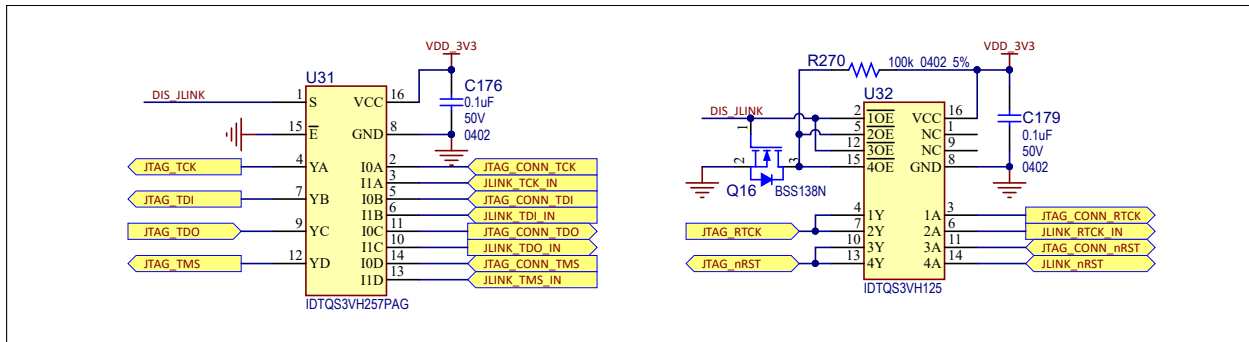 VDD_3V3
U31
DIS_JLINK
1
S
VCC
16
C176
0.1uF
50V
0402
15
E
GND
8
JTAG_TCK
4
YA
I0A
2
JTAG_CONN_TCK
I1A
3
JLINK_TCK_IN
JTAG_TDI
7
YB
I0B
5
JTAG_CONN_TDI
I1B
6
JLINK_TDI_IN
JTAG_TDO
9
YC
I0C
11
JTAG_CONN_TDO
I1C
10
JLINK_TDO_IN
JTAG_TMS
12
YD
I0D
14
JTAG_CONN_TMS
I1D
13
JLINK_TMS_IN
IDTQS3VH257PAG
VDD_3V3
R270
100k 0402 5%
U32
DIS_JLINK
2
1OE
VCC
16
5
2OE
NC
1
12
3OE
NC
9
15
4OE
GND
8
C179
0.1uF
50V
0402
1
2
3
Q16
BSS138N
4
1Y
1A
3
JTAG_CONN_RTCK
JTAG_RTCK
7
2Y
2A
6
JLINK_RTCK_IN
10
3Y
3A
11
JTAG_CONN_nRST
JTAG_nRST
13
4Y
4A
14
JLINK_nRST
IDTQS3VH125